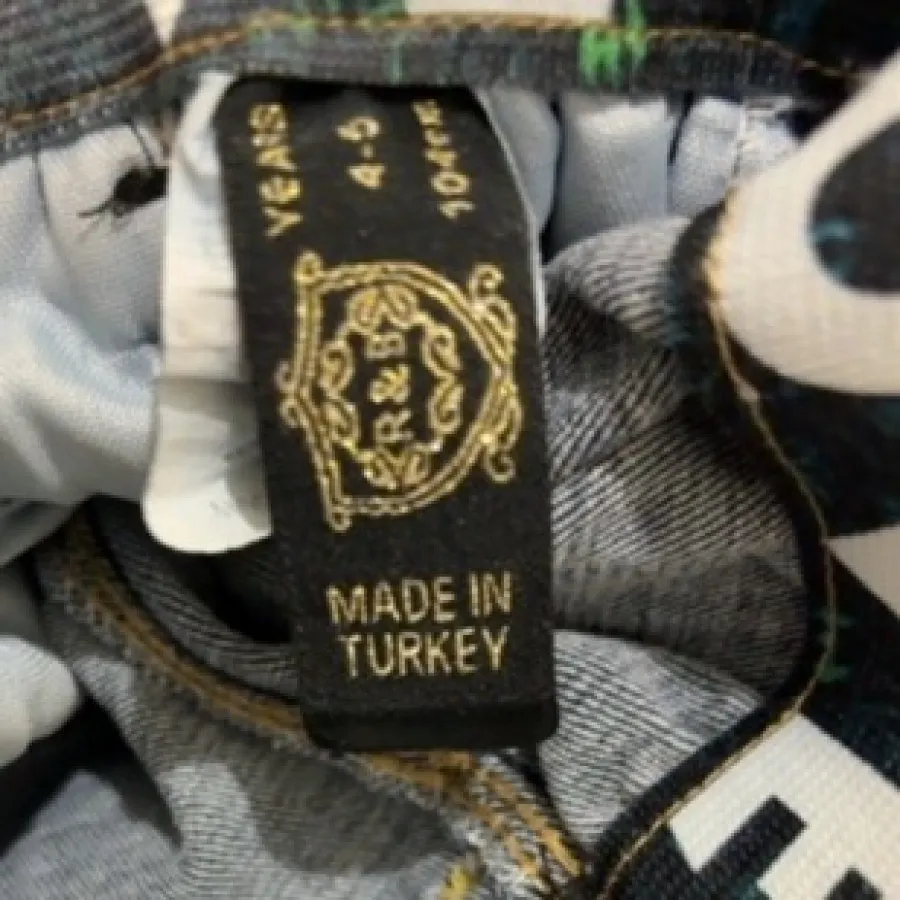 YEARS
4-5
104cm
R&B
MADE IN
TURKEY